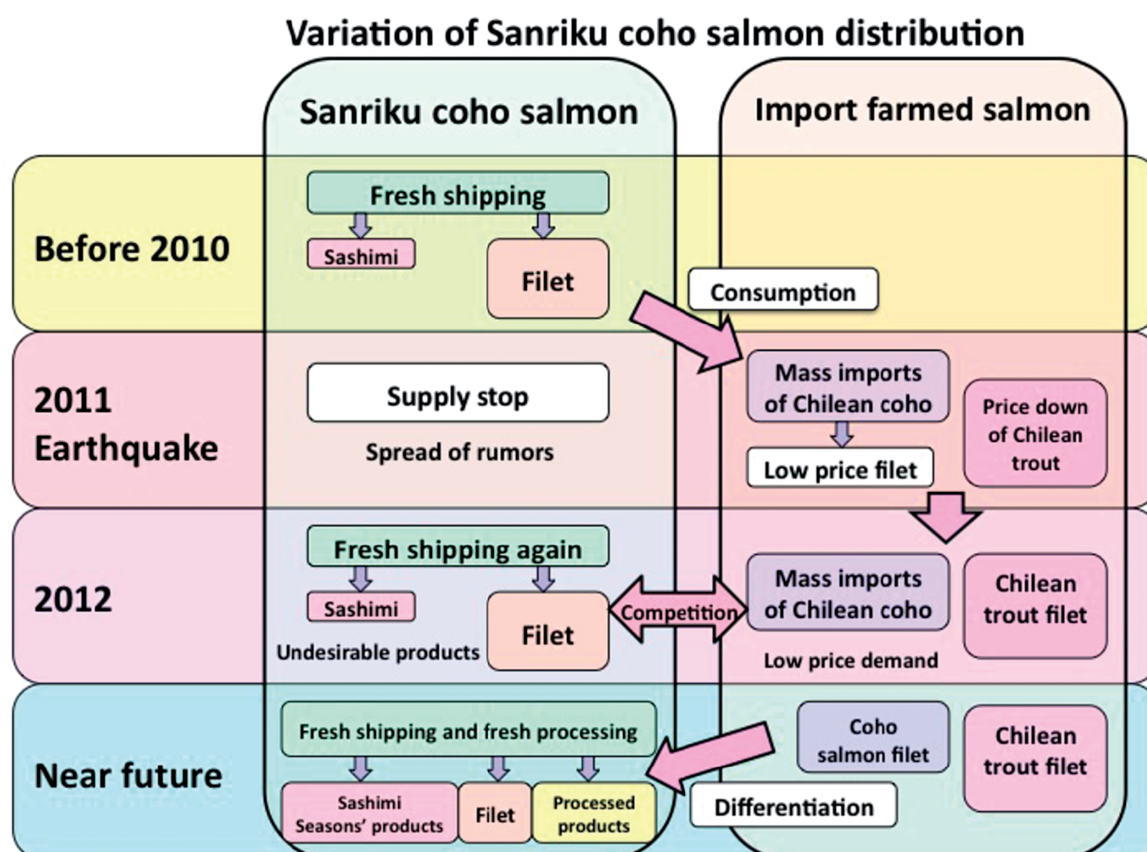 Variation of Sanriku coho salmon distribution
Sanriku coho salmon
Import farmed salmon
Before 2010
Fresh shipping
Sashimi
Filet
Consumption
2011
Earthquake
Supply stop
Spread of rumors
Mass imports
of Chilean coho
Low price filet
Price down
of Chilean
trout
2012
Fresh shipping again
Sashimi
Undesirable products
Filet
Competition
Mass imports
of Chilean coho
Low price demand
Chilean
trout filet
Near future
Fresh shipping and fresh processing
Sashimi
Seasons' products
Filet
Processed
products
Differentiation
Coho
salmon filet
Chilean
trout filet